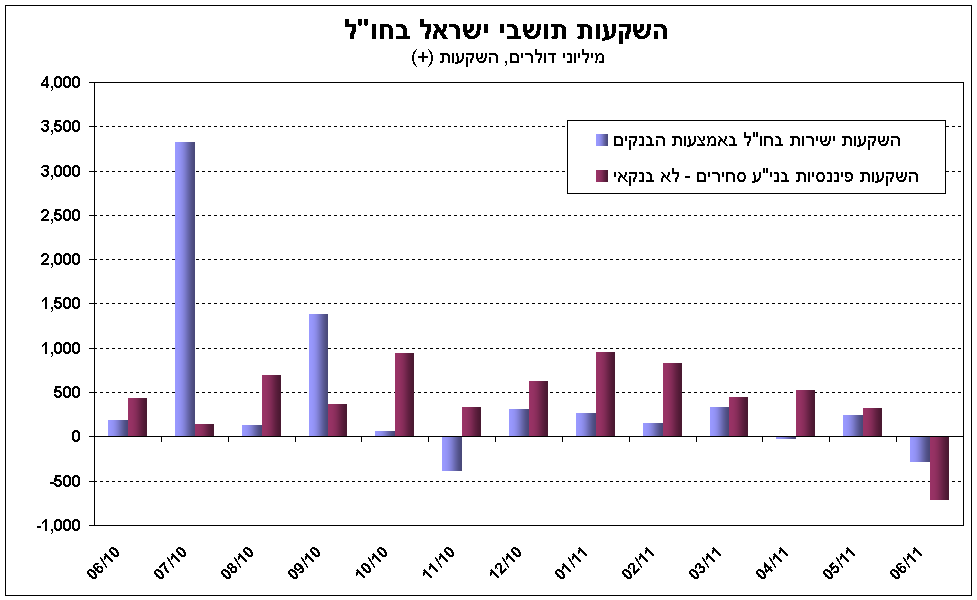 השקעות תושבי ישראל בחו"ל
מיליוני דולרים, השקעות (+)
4,000
3,500
3,000
2,500
2,000
1,500
1,000
500
0
-500
-1,000
השקעות ישירות בחו"ל באמצעות הבנקים
השקעות פיננסיות בני"ע סחירים - לא בנקאי
06/10 07/10 08/10 09/10 10/10 11/10 12/10 01/11 02/11 03/11 04/11 05/11 06/11